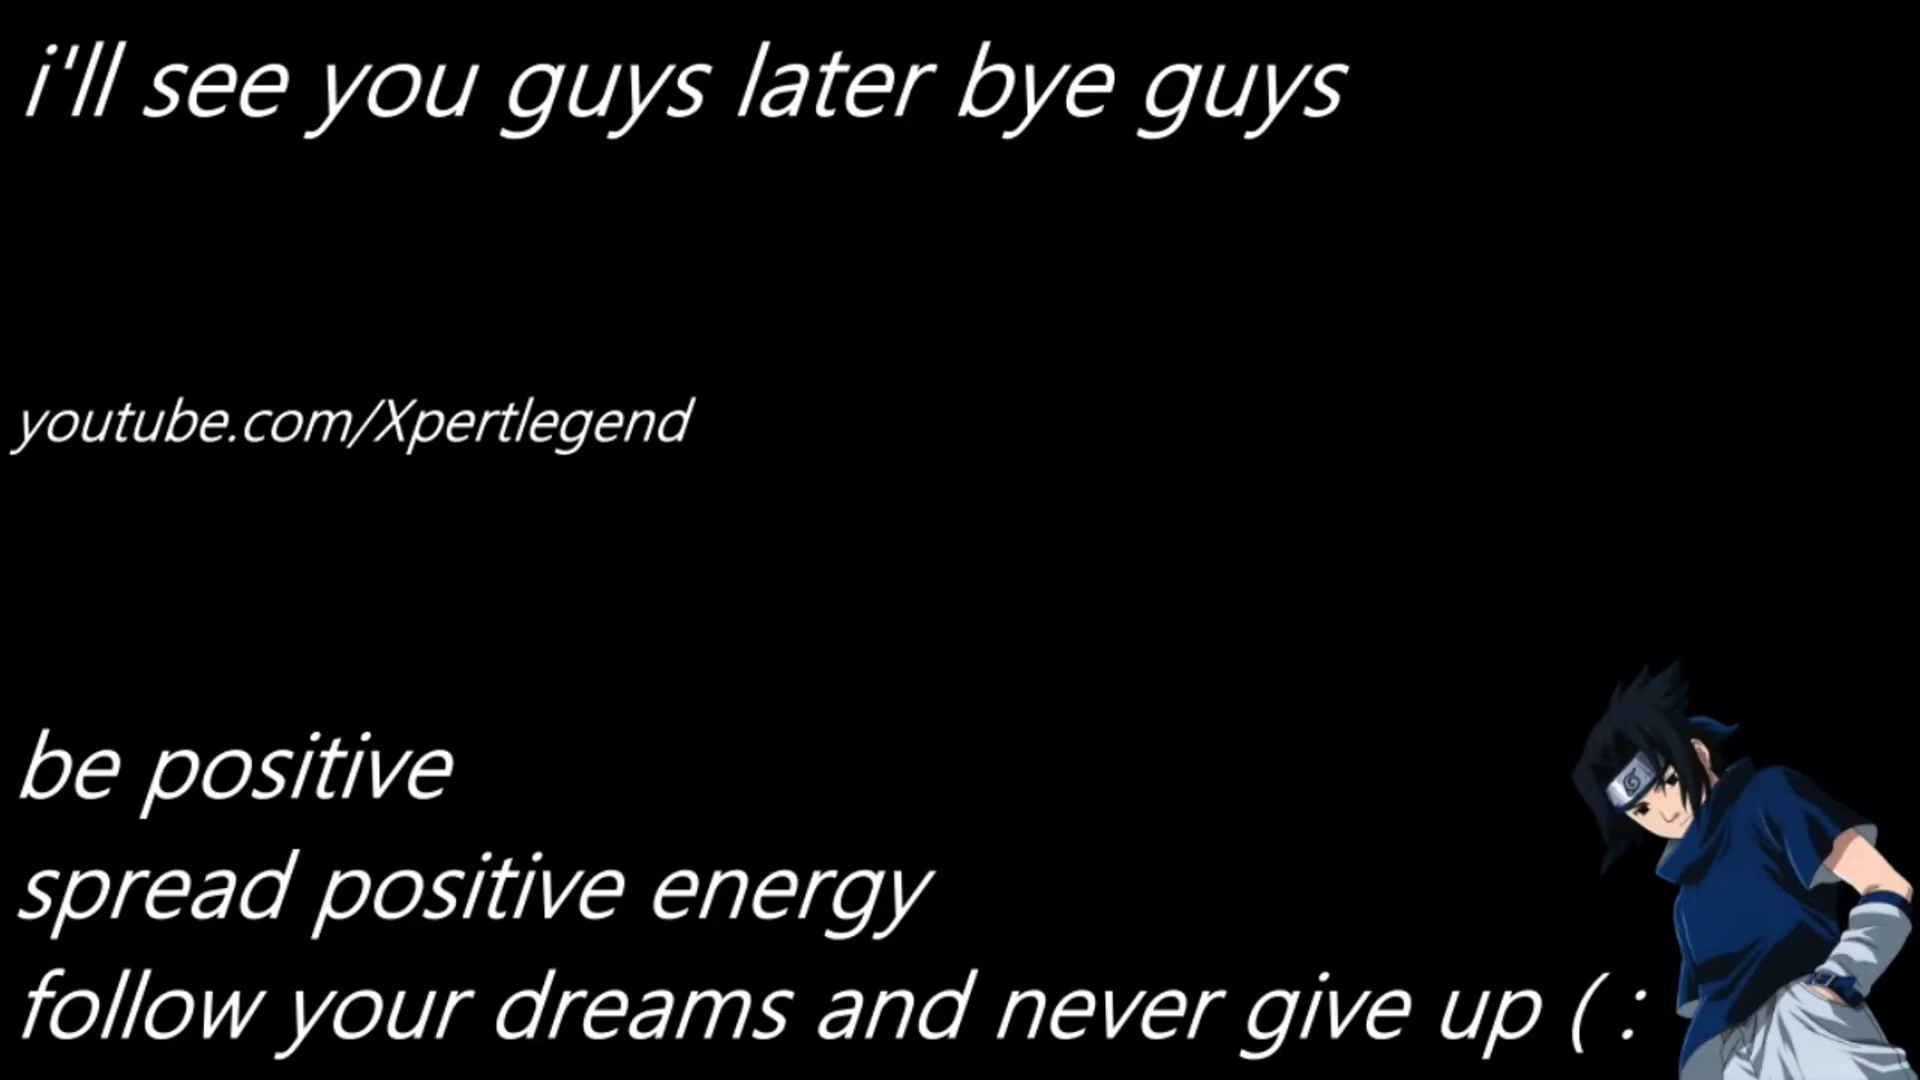 i'll see you guys later bye guys
youtube.com/Xpertlegend
be positive
spread positive energy
follow your dreams and never give up ( :